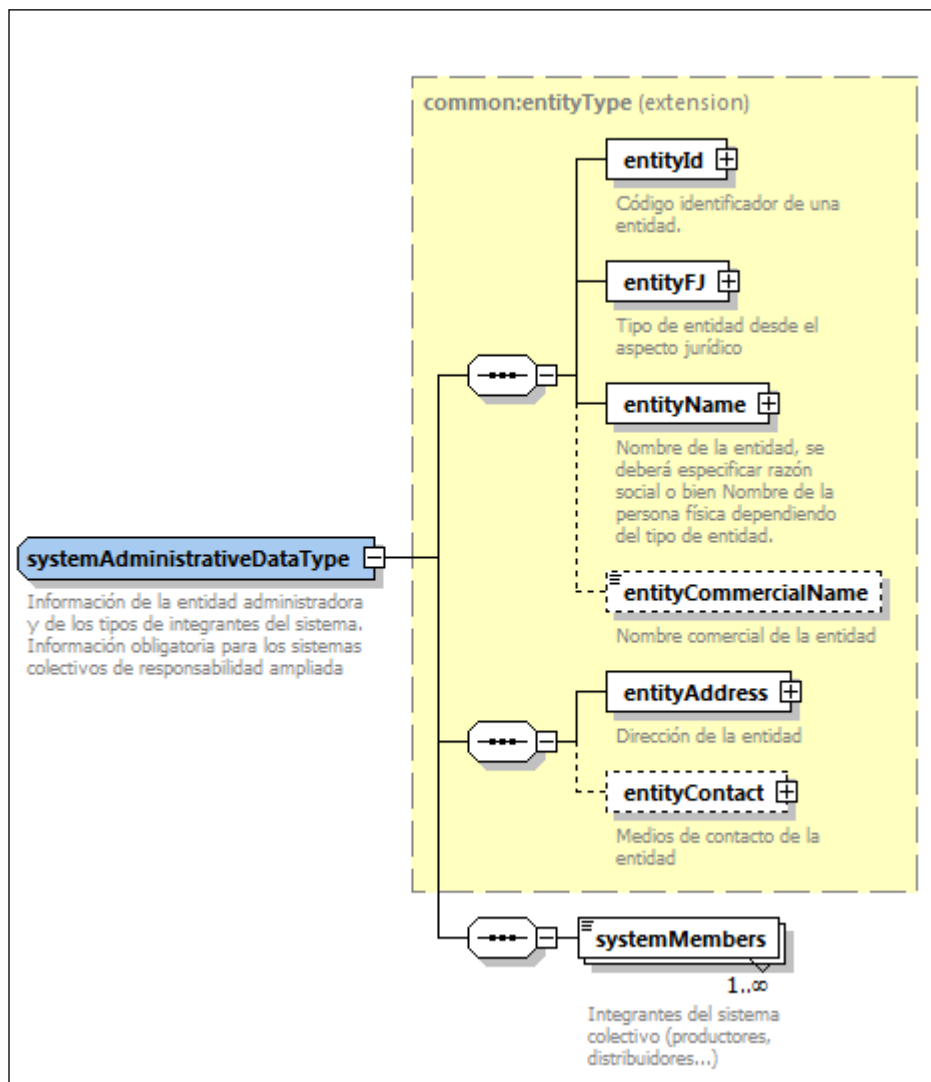 common:entityType (extension)
entityId
Código identificador de una
entidad.
entityFJ
Tipo de entidad desde el
aspecto jurídico
entityName
Nombre de la entidad, se
deberá especificar razón
social o bien Nombre de la
persona física dependiendo
del tipo de entidad.
systemAdministrativeDataType
Información de la entidad administradora
y de los tipos de integrantes del sistema.
Información obligatoria para los sistemas
colectivos de responsabilidad ampliada
entityCommercialName
Nombre comercial de la entidad
entityAddress
Dirección de la entidad
entityContact
Medios de contacto de la
entidad
systemMembers
1..∞
Integrantes del sistema
colectivo (productores,
distribuidores...)